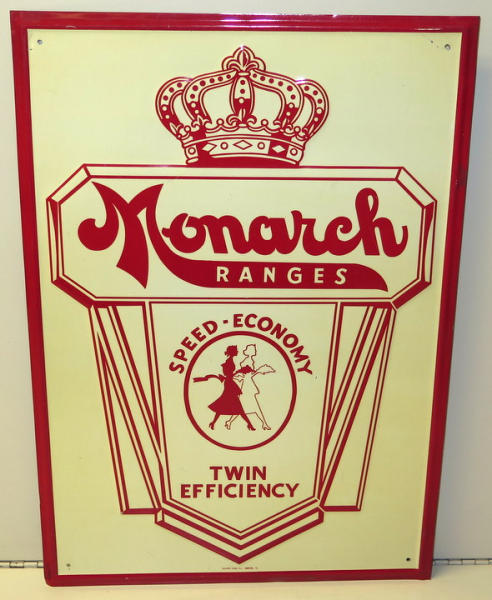 Monarch
RANGES
SPEED-ECONOMY
TWIN
EFFICIENCY